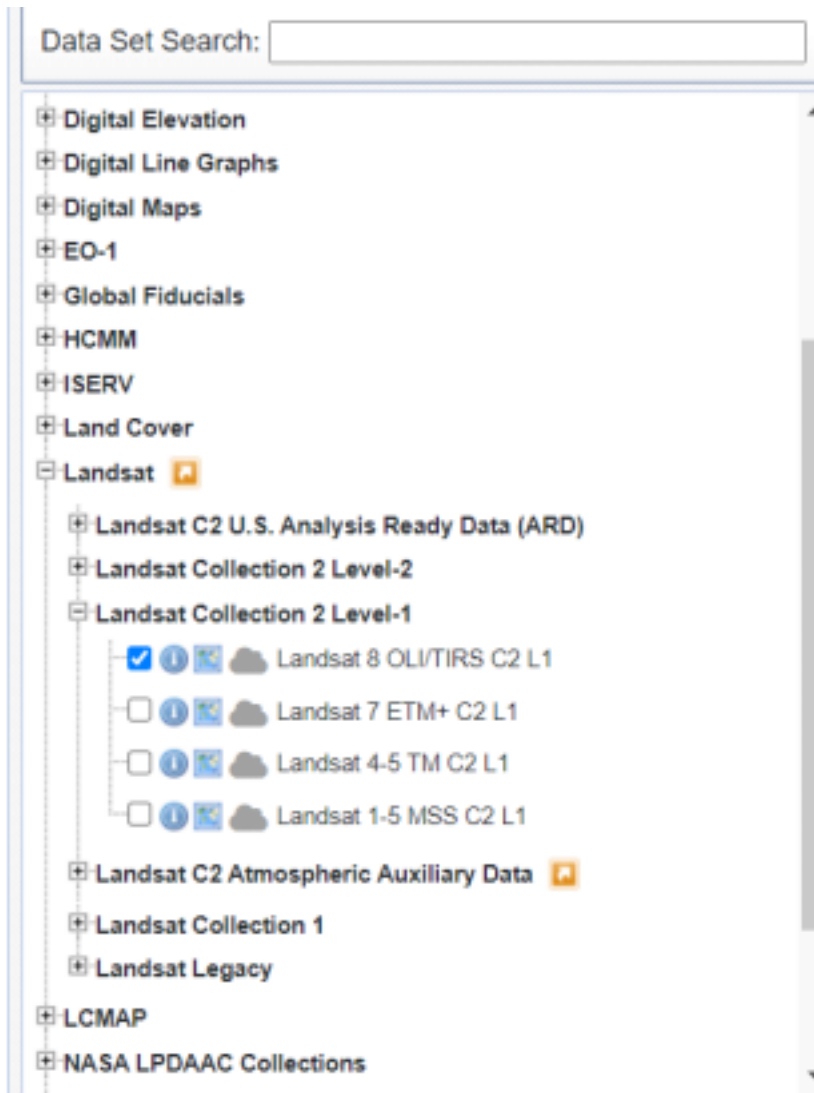 Data Set Search:
Digital Elevation
Digital Line Graphs
Digital Maps
EO-1
Global Fiducials
HCMM
ISERV
Land Cover
Landsat
Landsat C2 U.S. Analysis Ready Data (ARD)
Landsat Collection 2 Level-2
Landsat Collection 2 Level-1
Landsat 8 OLI/TIRS C2 L1
Landsat 7 ETM+ C2 L1
Landsat 4-5 TM C2 L1
Landsat 1-5 MSS C2 L1
Landsat C2 Atmospheric Auxiliary Data
Landsat Collection 1
Landsat Legacy
LCMAP
NASA LPDAAC Collections